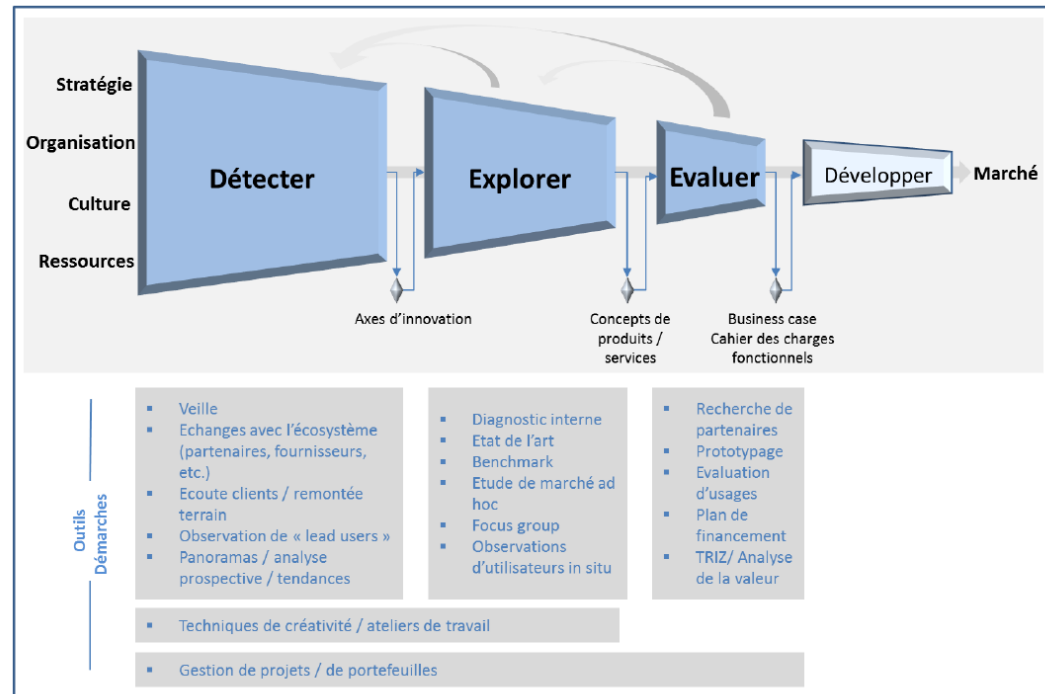 Stratégie
Organisation
Culture
Ressources
Détecter
Explorer
Evaluer
Développer
Marché
Axes d'innovation
Concepts de
produits /
services
Business case
Cahier des charges
fonctionnels
Outils
Démarches
▪ Veille
▪ Echanges avec l'écosystème
(partenaires, fournisseurs,
etc.)
▪ Ecoute clients / remontée
terrain
▪ Observation de « lead users »
▪ Panoramas / analyse
prospective / tendances
▪ Diagnostic interne
▪ Etat de l'art
▪ Benchmark
▪ Etude de marché ad
hoc
▪ Focus group
▪ Observations
d'utilisateurs in situ
▪ Recherche de
partenaires
▪ Prototypage
▪ Evaluation
d'usages
▪ Plan de
financement
▪ TRIZ/ Analyse
de la valeur
▪ Techniques de créativité / ateliers de travail
▪ Gestion de projets / de portefeuilles